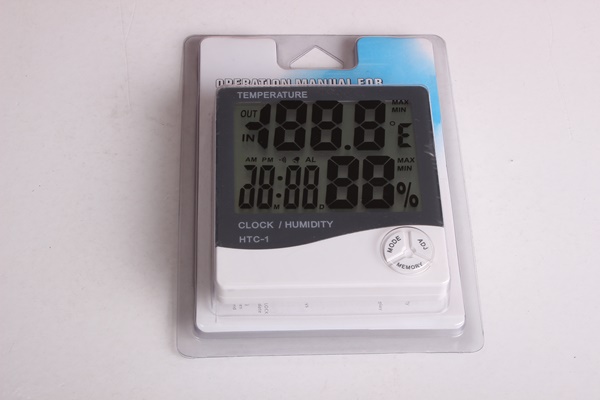 OPERATION MANUAL FOR
TEMPERATURE
OUT
MAX
MIN
IN
188.8°E
AM PM AL
MAX
MIN
18:88
88%
M D
CLOCK / HUMIDITY
HTC-1
MODE
ADJ
MEMORY